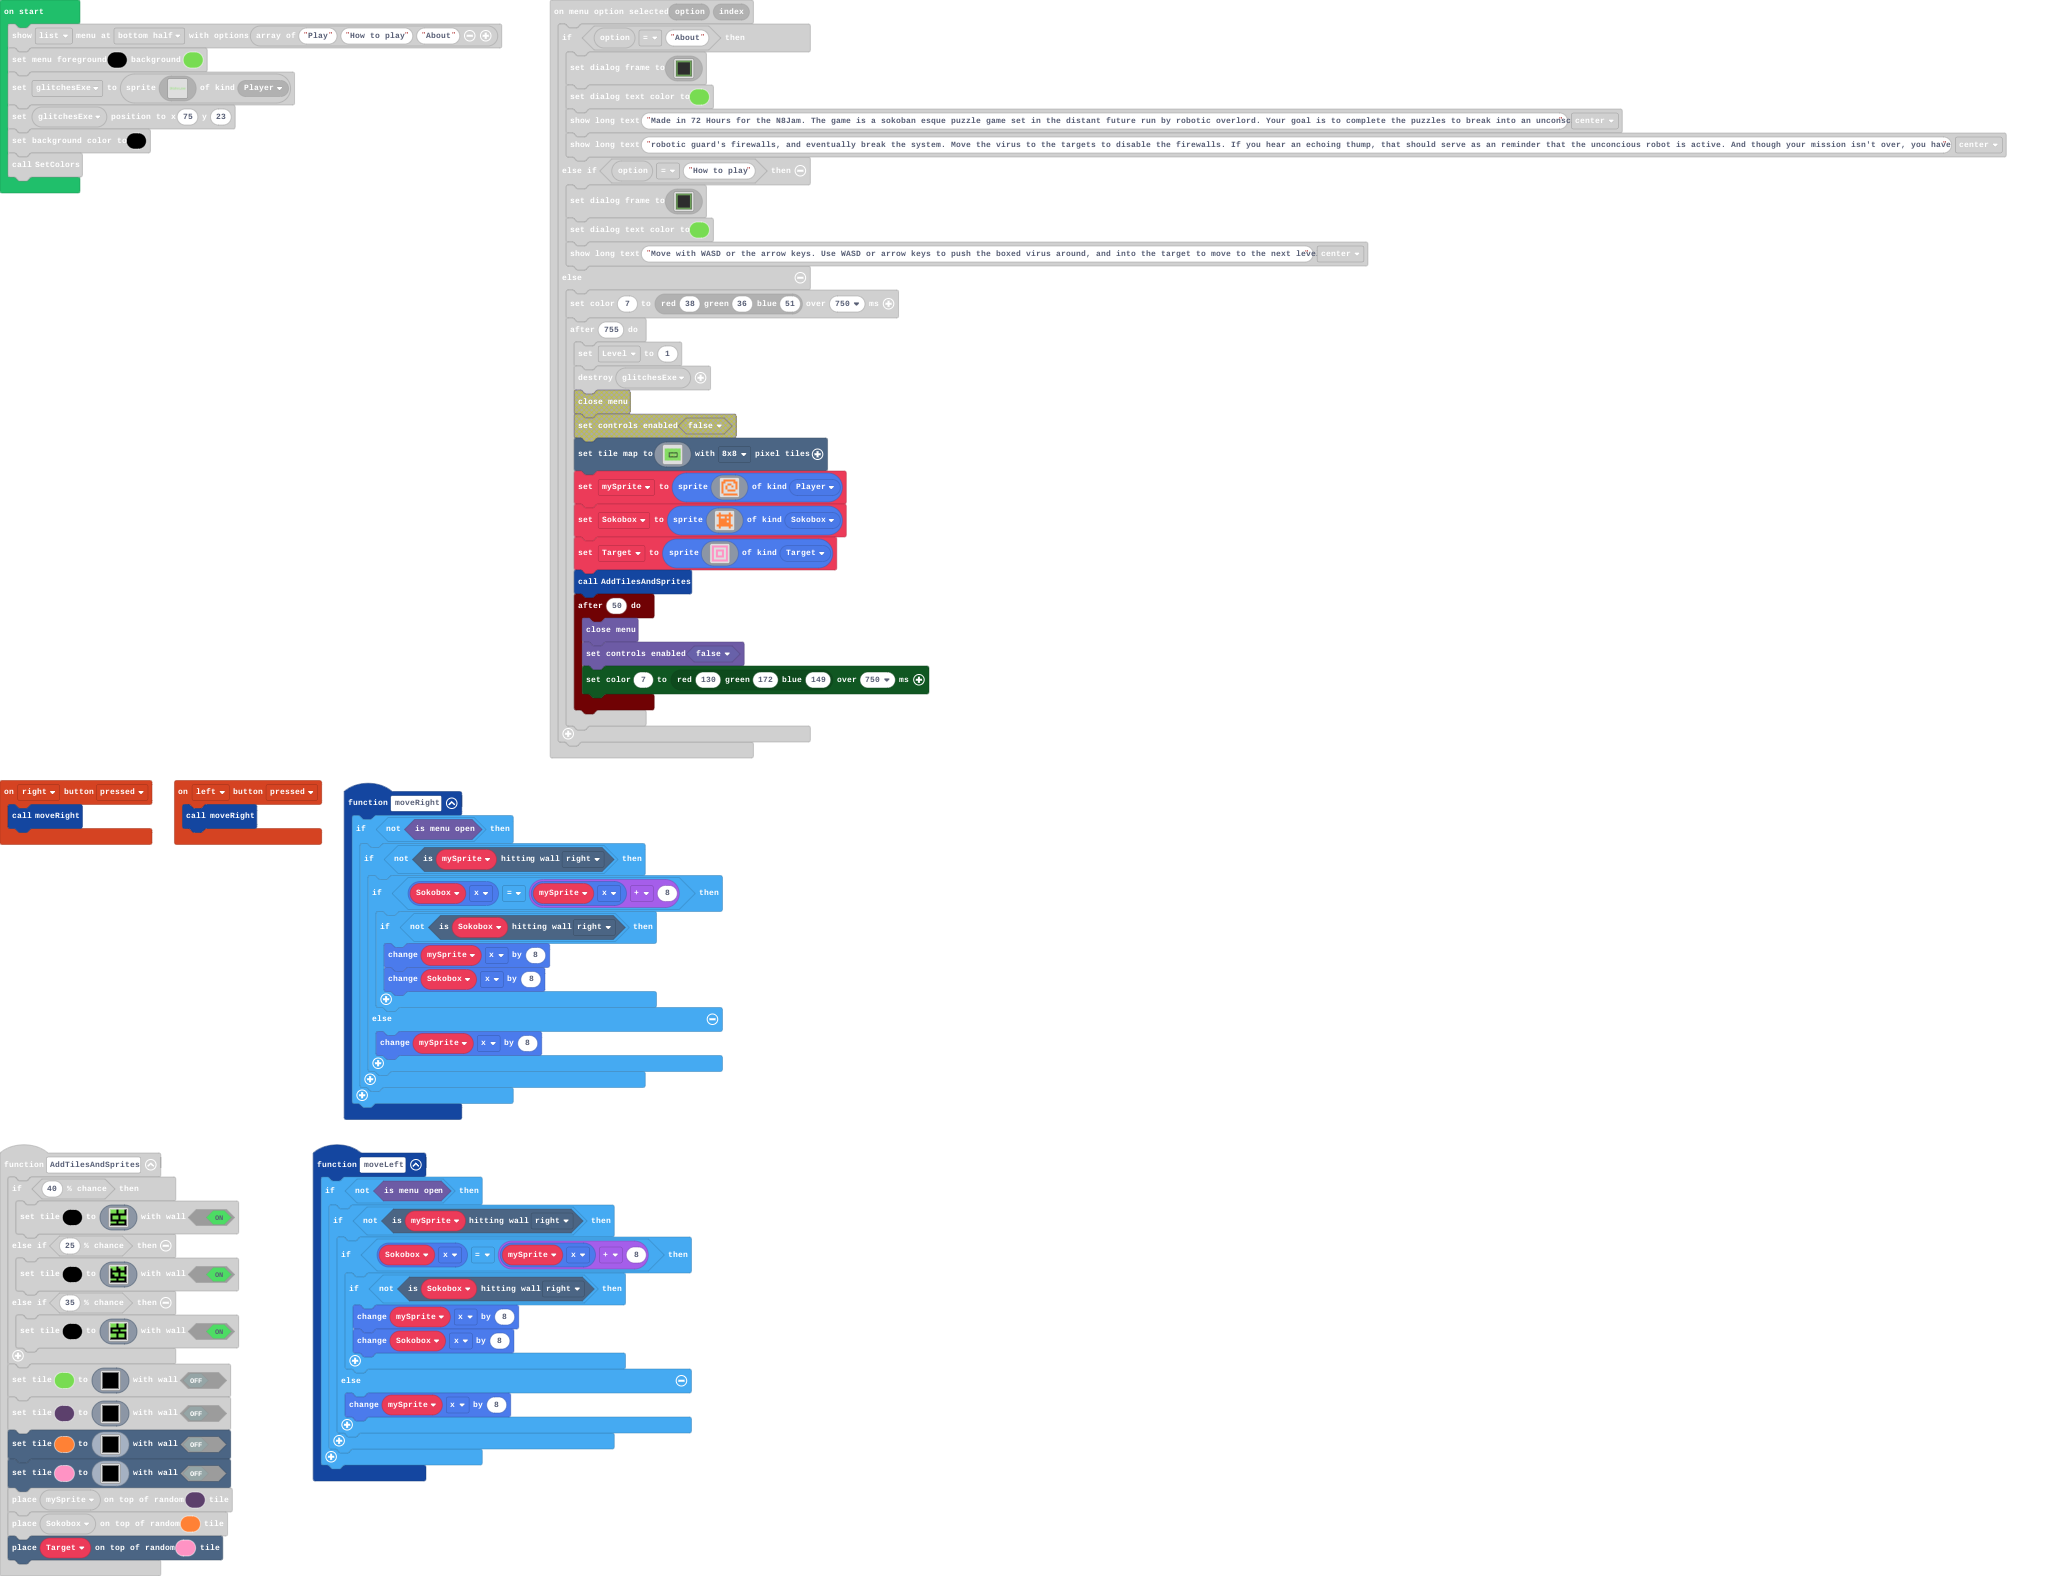 on start
show list menu at bottom half with options array of "Play" "How to play" "About"
set menu foreground background
set glitchesExe to sprite of kind Player
set glitchesExe position to x 75 y 23
set background color to
call SetColors
on menu option selected option index
if option = "About" then
set dialog frame to
set dialog text color to
show long text "Made in 72 Hours for the N8Jam. The game is a sokoban esque puzzle game set in the distant future run by robotic overlord. Your goal is to complete the puzzles to break into an unconsc center
show long text "robotic guard's firewalls, and eventually break the system. Move the virus to the targets to disable the firewalls. If you hear an echoing thump, that should serve as an reminder that the unconcious robot is active. And though your mission isn't over, you have center
else if option = "How to play" then
set dialog frame to
set dialog text color to
show long text "Move with WASD or the arrow keys. Use WASD or arrow keys to push the boxed virus around, and into the target to move to the next leve center
else
set color 7 to red 38 green 36 blue 51 over 750 ms
after 755 do
set Level to 1
destroy glitchesExe
close menu
set controls enabled false
set tile map to with 8x8 pixel tiles
set mySprite to sprite of kind Player
set Sokobox to sprite of kind Sokobox
set Target to sprite of kind Target
call AddTilesAndSprites
after 50 do
close menu
set controls enabled false
set color 7 to red 130 green 172 blue 149 over 750 ms
on right button pressed
call moveRight
on left button pressed
call moveRight
function moveRight
if not is menu open then
if not is mySprite hitting wall right then
if Sokobox x = mySprite x + 8 then
if not is Sokobox hitting wall right then
change mySprite x by 8
change Sokobox x by 8
else
change mySprite x by 8
function AddTilesAndSprites
if 40 % chance then
set tile to with wall ON
else if 25 % chance then
set tile to with wall ON
else if 35 % chance then
set tile to with wall ON
set tile to with wall OFF
set tile to with wall OFF
set tile to with wall OFF
set tile to with wall OFF
place mySprite on top of random tile
place Sokobox on top of random tile
place Target on top of random tile
function moveLeft
if not is menu open then
if not is mySprite hitting wall right then
if Sokobox x = mySprite x + 8 then
if not is Sokobox hitting wall right then
change mySprite x by 8
change Sokobox x by 8
else
change mySprite x by 8